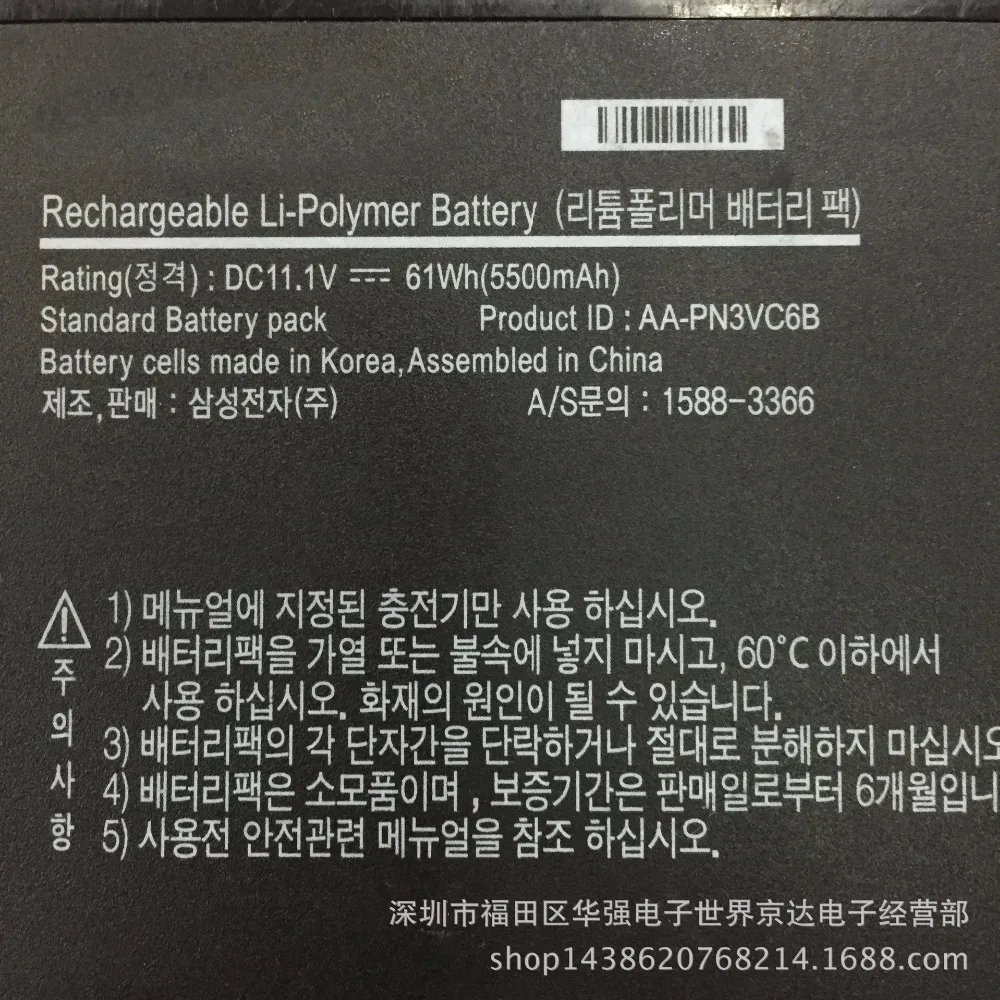 Rechargeable Li-Polymer Battery (리튬폴리머 배터리 팩)
Rating(정격) : DC11.1V ⎓ 61Wh(5500mAh)
Standard Battery pack Product ID : AA-PN3VC6B
Battery cells made in Korea,Assembled in China
제조,판매 : 삼성전자(주) A/S문의 : 1588-3366
주의사항
1) 메뉴얼에 지정된 충전기만 사용 하십시오.
2) 배터리팩을 가열 또는 불속에 넣지 마시고, 60°C 이하에서
사용 하십시오. 화재의 원인이 될 수 있습니다.
3) 배터리팩의 각 단자간을 단락하거나 절대로 분해하지 마십시오
4) 배터리팩은 소모품이며 , 보증기간은 판매일로부터 6개월입니
5) 사용전 안전관련 메뉴얼을 참조 하십시오.
深圳市福田区华强电子世界京达电子经营部
shop1438620768214.1688.com